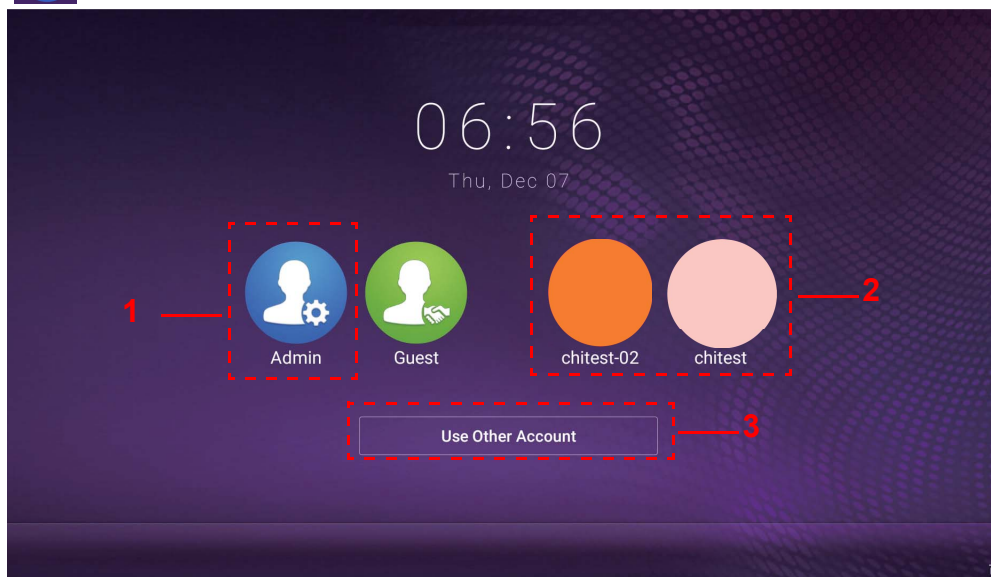 06:56
Thu, Dec 07
1
2
Admin
Guest
chitest-02
chitest
Use Other Account
3